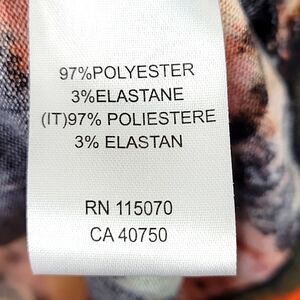 97%POLYESTER
3%ELASTANE
(IT)97% POLIESTERE
3% ELASTAN
RN 115070
CA 40750